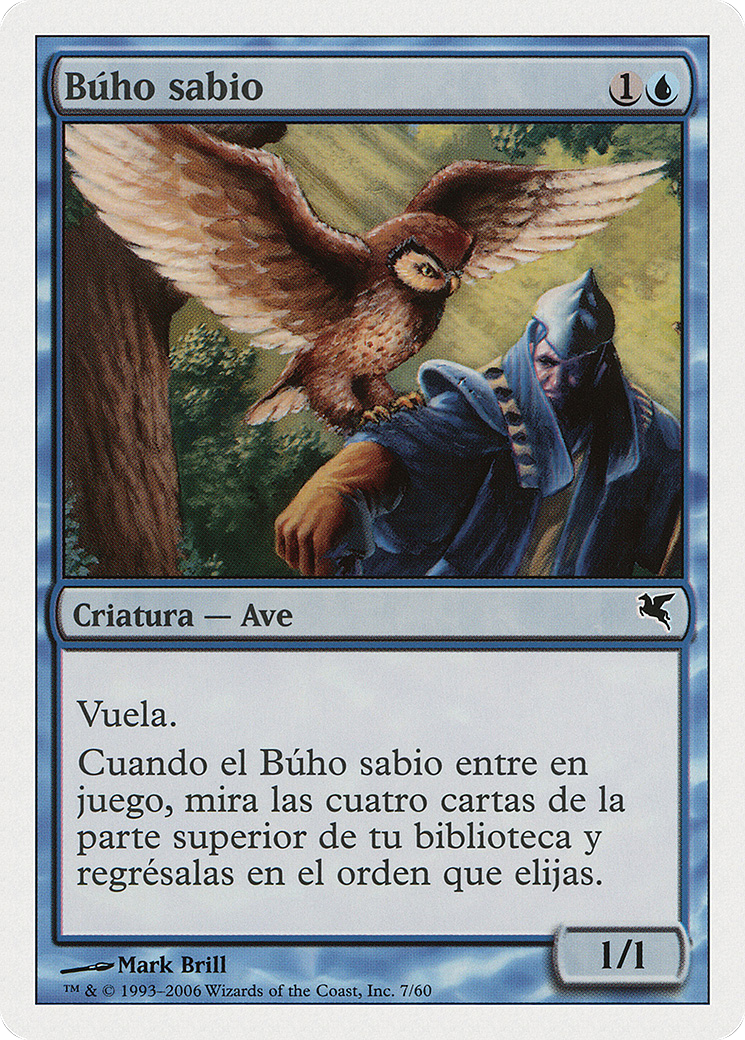 Búho sabio
1
Criatura — Ave
Vuela.
Cuando el Búho sabio entre en
juego, mira las cuatro cartas de la
parte superior de tu biblioteca y
regrésalas en el orden que elijas.
1/1
Mark Brill
™ & © 1993–2006 Wizards of the Coast, Inc. 7/60